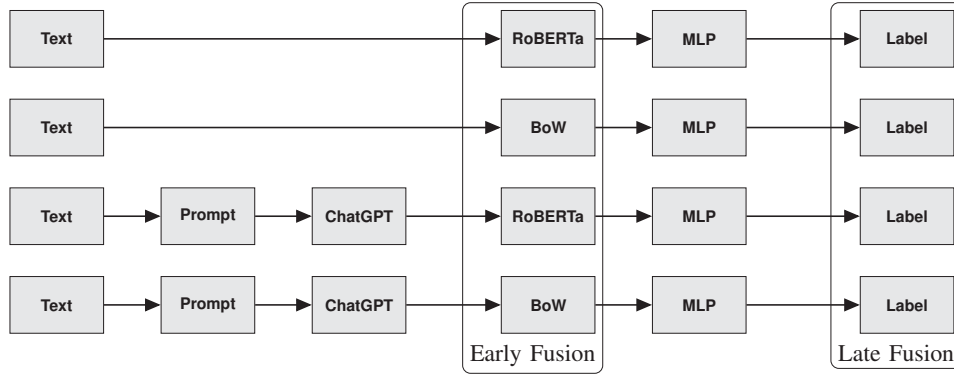 Text RoBERTa MLP Label
Text BoW MLP Label
Text Prompt ChatGPT RoBERTa MLP Label
Text Prompt ChatGPT BoW MLP Label
Early Fusion Late Fusion